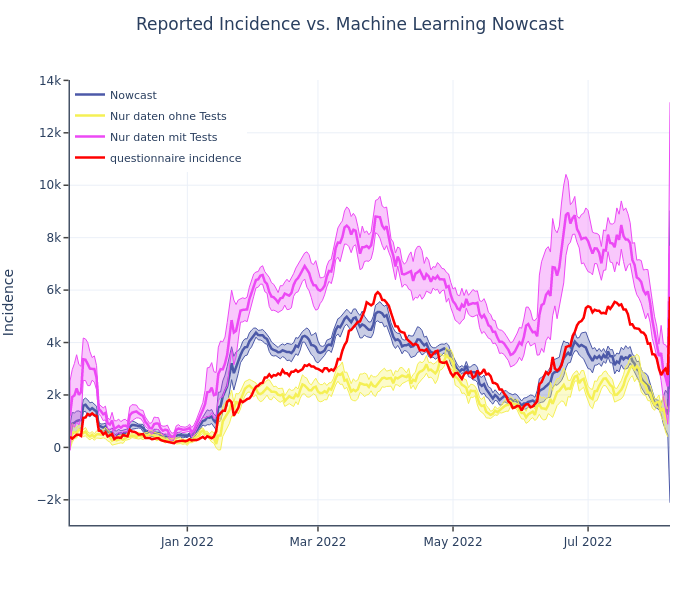 Reported Incidence vs. Machine Learning Nowcast
14k
12k
10k
8k
6k
4k
2k
0
−2k
Incidence
Nowcast
Nur daten ohne Tests
Nur daten mit Tests
questionnaire incidence
Jan 2022
Mar 2022
May 2022
Jul 2022